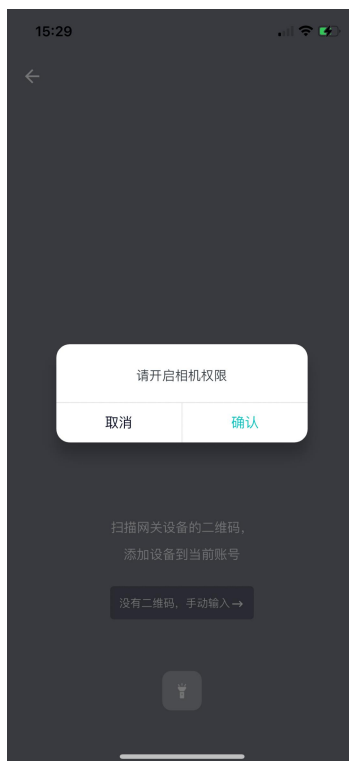 15:29
请开启相机权限
取消
确认
扫描网关设备的二维码，
添加设备到当前账号
没有二维码，手动输入→